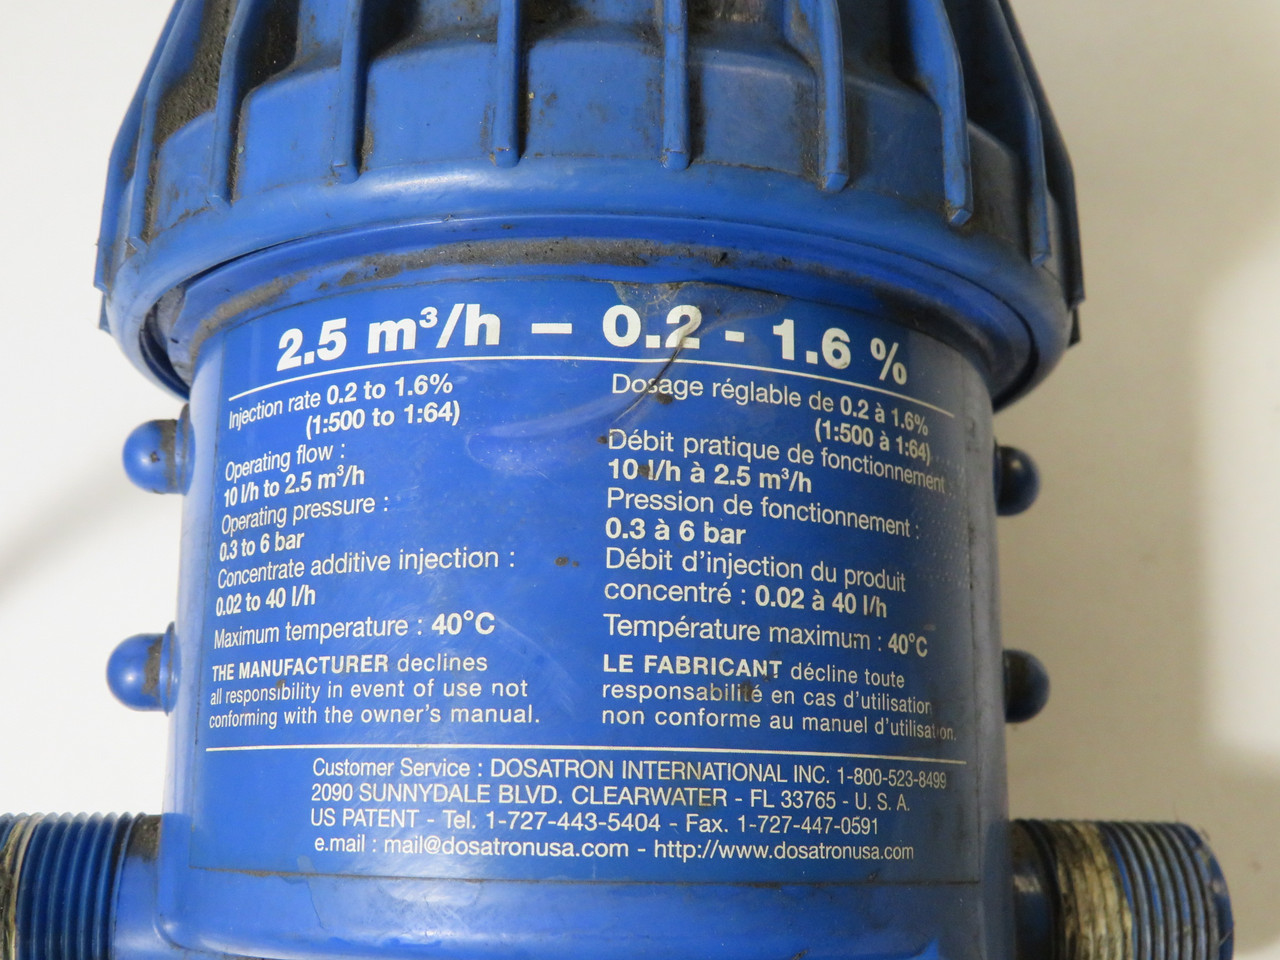 2.5 m³/h – 0.2 - 1.6 %
Injection rate 0.2 to 1.6%
(1:500 to 1:64)
Operating flow :
10 l/h to 2.5 m³/h
Operating pressure :
0.3 to 6 bar
Concentrate additive injection :
0.02 to 40 l/h
Maximum temperature : 40°C
THE MANUFACTURER declines
all responsibility in event of use not
conforming with the owner's manual.
Dosage réglable de 0.2 à 1.6%
(1:500 à 1:64)
Débit pratique de fonctionnement :
10 l/h à 2.5 m³/h
Pression de fonctionnement :
0.3 à 6 bar
Débit d'injection du produit
concentré : 0.02 à 40 l/h
Température maximum : 40°C
LE FABRICANT décline toute
responsabilité en cas d'utilisation
non conforme au manuel d'utilisation.
Customer Service : DOSATRON INTERNATIONAL INC. 1-800-523-8499
2090 SUNNYDALE BLVD. CLEARWATER - FL 33765 - U. S. A.
US PATENT - Tel. 1-727-443-5404 - Fax. 1-727-447-0591
e.mail : mail@dosatronusa.com - http://www.dosatronusa.com